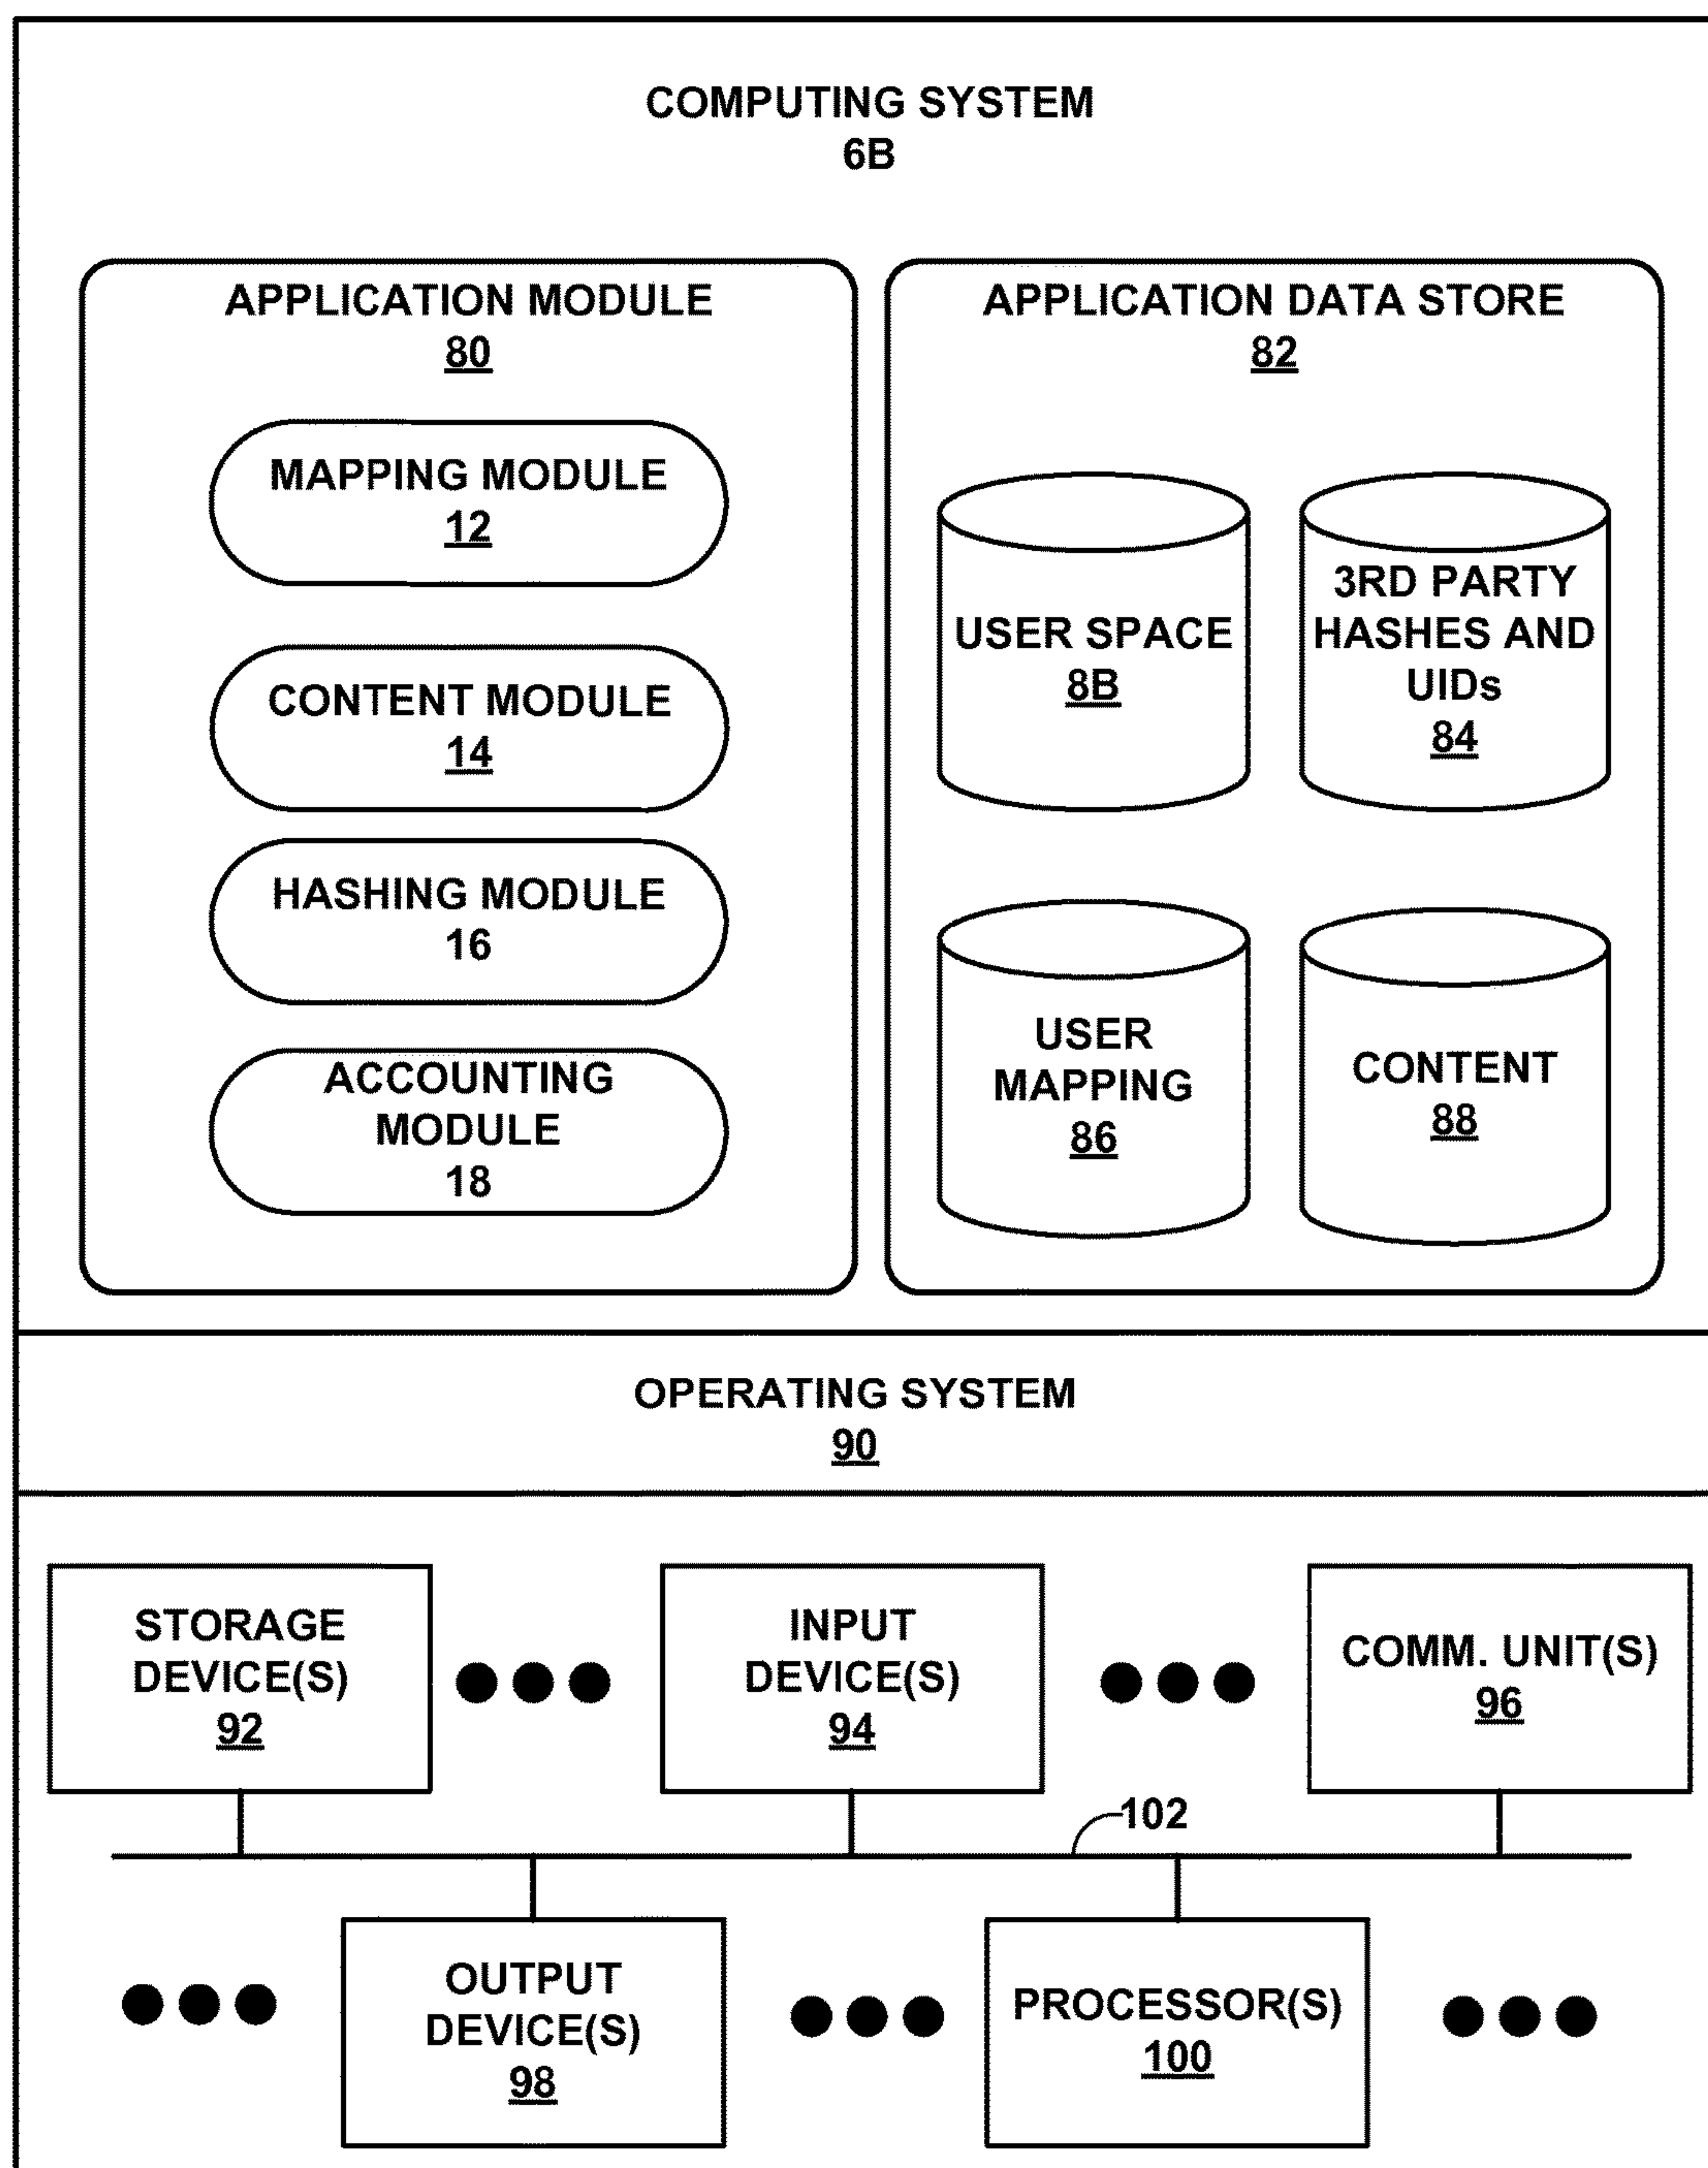 COMPUTING SYSTEM
6B
APPLICATION MODULE
80
MAPPING MODULE
12
CONTENT MODULE
14
HASHING MODULE
16
ACCOUNTING
MODULE
18
APPLICATION DATA STORE
82
USER SPACE
8B
3RD PARTY
HASHES AND
UIDs
84
USER
MAPPING
86
CONTENT
88
OPERATING SYSTEM
90
STORAGE
DEVICE(S)
92
INPUT
DEVICE(S)
94
COMM. UNIT(S)
96
102
OUTPUT
DEVICE(S)
98
PROCESSOR(S)
100